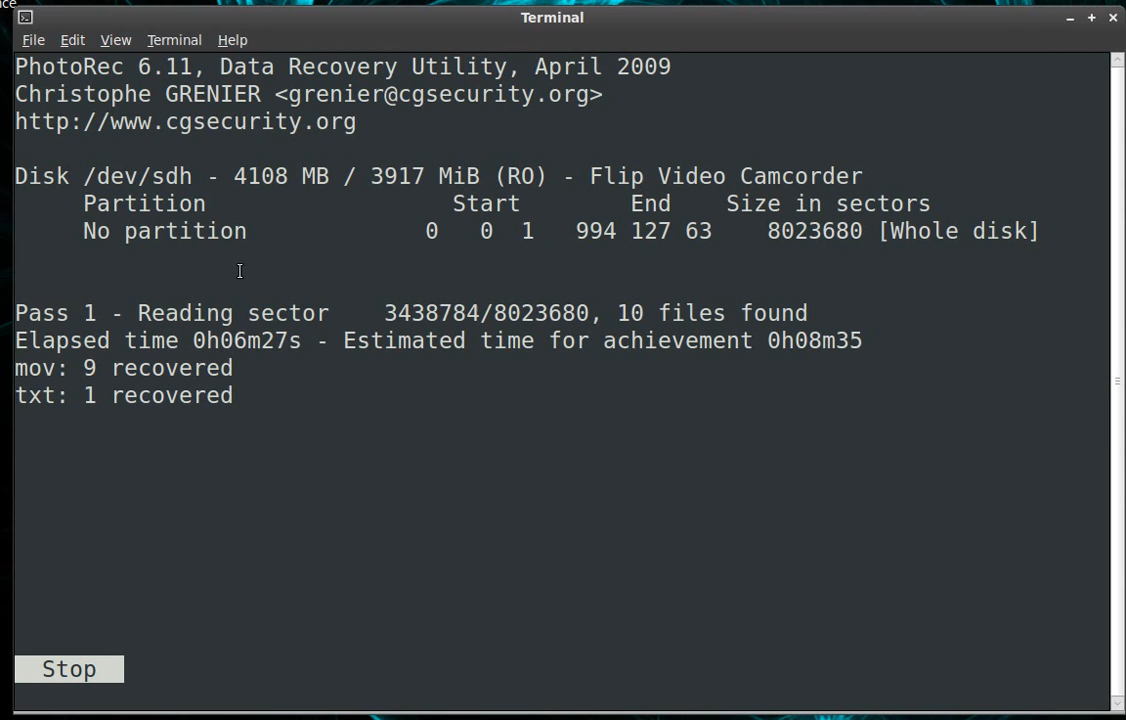 nce
Terminal
File Edit View Terminal Help
PhotoRec 6.11, Data Recovery Utility, April 2009
Christophe GRENIER <grenier@cgsecurity.org>
http://www.cgsecurity.org
Disk /dev/sdh - 4108 MB / 3917 MiB (RO) - Flip Video Camcorder
Partition Start End Size in sectors
No partition 0 0 1 994 127 63 8023680 [Whole disk]
Pass 1 - Reading sector 3438784/8023680, 10 files found
Elapsed time 0h06m27s - Estimated time for achievement 0h08m35
mov: 9 recovered
txt: 1 recovered
Stop